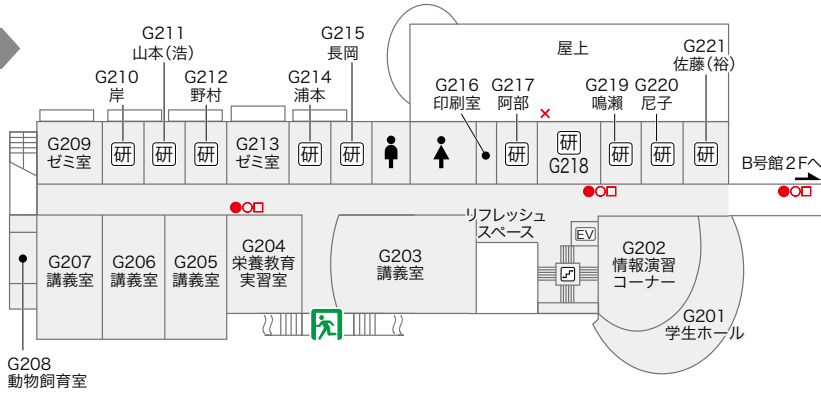 G211
山本(浩)
G215
長岡
G221
佐藤(裕)
屋上
G210
岸
G212
野村
G214
浦本
G216
印刷室
G217
阿部
G219
鳴瀬
G220
尼子
G209
ゼミ室
研
研
研
G213
ゼミ室
研
研
研
研
G218
研
研
研
B号館2Fへ
リフレッシュ
スペース
EV
G207
講義室
G206
講義室
G205
講義室
G204
栄養教育
実習室
G203
講義室
G202
情報演習
コーナー
G201
学生ホール
G208
動物飼育室